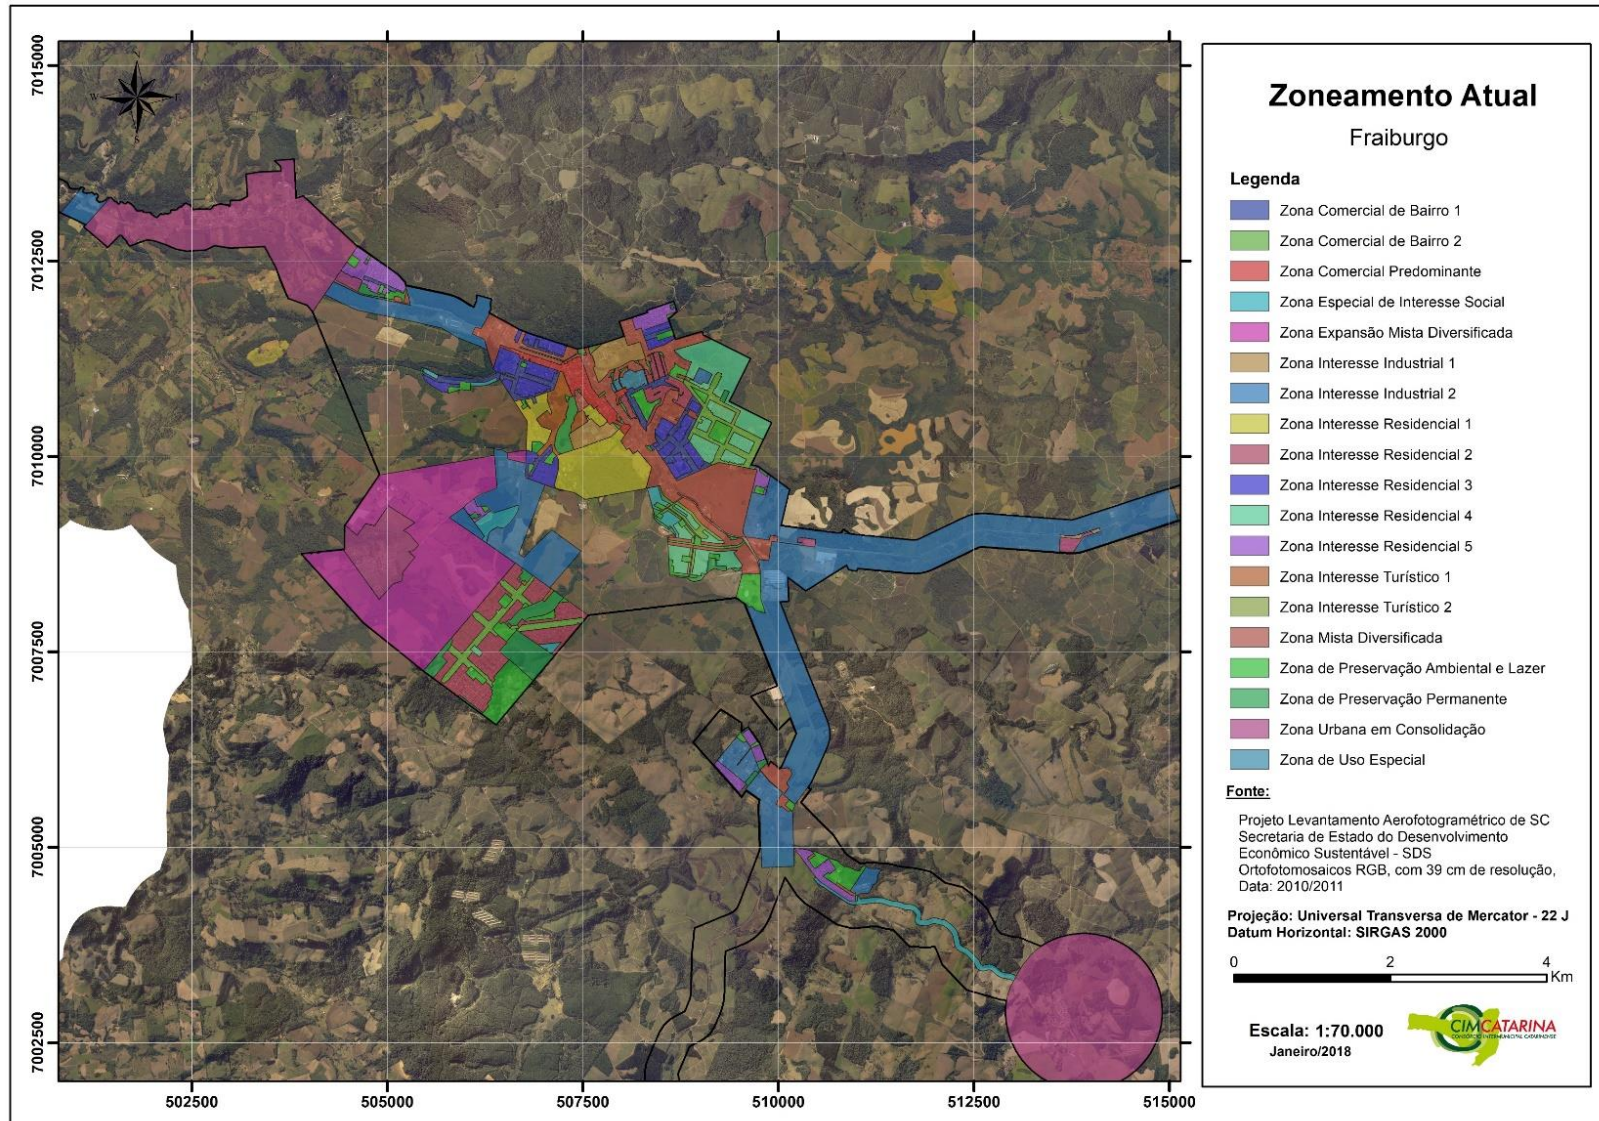 Zoneamento Atual
Fraiburgo
Legenda
Zona Comercial de Bairro 1
Zona Comercial de Bairro 2
Zona Comercial Predominante
Zona Especial de Interesse Social
Zona Expansão Mista Diversificada
Zona Interesse Industrial 1
Zona Interesse Industrial 2
Zona Interesse Residencial 1
Zona Interesse Residencial 2
Zona Interesse Residencial 3
Zona Interesse Residencial 4
Zona Interesse Residencial 5
Zona Interesse Turístico 1
Zona Interesse Turístico 2
Zona Mista Diversificada
Zona de Preservação Ambiental e Lazer
Zona de Preservação Permanente
Zona Urbana em Consolidação
Zona de Uso Especial
Fonte:
Projeto Levantamento Aerofotogramétrico de SC
Secretaria de Estado do Desenvolvimento
Econômico Sustentável - SDS
Ortofotomosaicos RGB, com 39 cm de resolução,
Data: 2010/2011
Projeção: Universal Transversa de Mercator - 22 J
Datum Horizontal: SIRGAS 2000
0 2 4
Km
Escala: 1:70.000
Janeiro/2018
CIMCATARINA
CONSÓRCIO INTERMUNICIPAL CATARINENSE
7015000
7012500
7010000
7007500
7005000
7002500
502500 505000 507500 510000 512500 515000